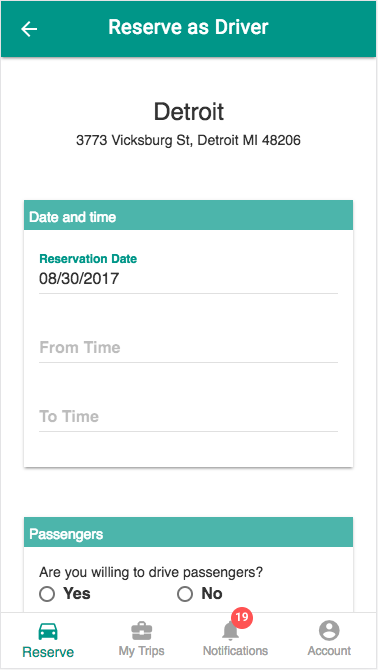 Reserve as Driver
Detroit
3773 Vicksburg St, Detroit MI 48206
Date and time
Reservation Date
08/30/2017
From Time
To Time
Passengers
Are you willing to drive passengers?
Yes No
19
Reserve My Trips Notifications Account